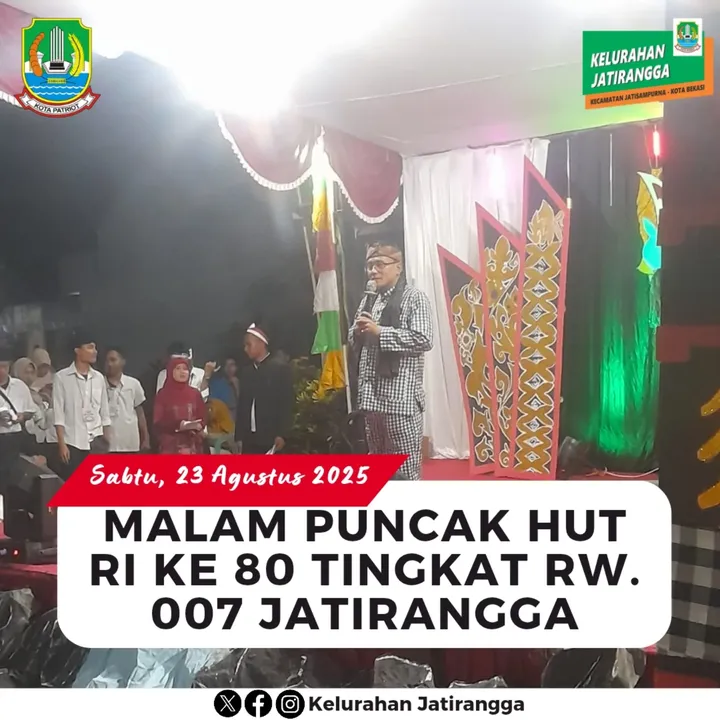 KOTA PATRIOT
KELURAHAN
JATIRANGGA
KECAMATAN JATISAMPURNA - KOTA BEKASI
Sabtu, 23 Agustus 2025
MALAM PUNCAK HUT
RI KE 80 TINGKAT RW.
007 JATIRANGGA
Kelurahan Jatirangga